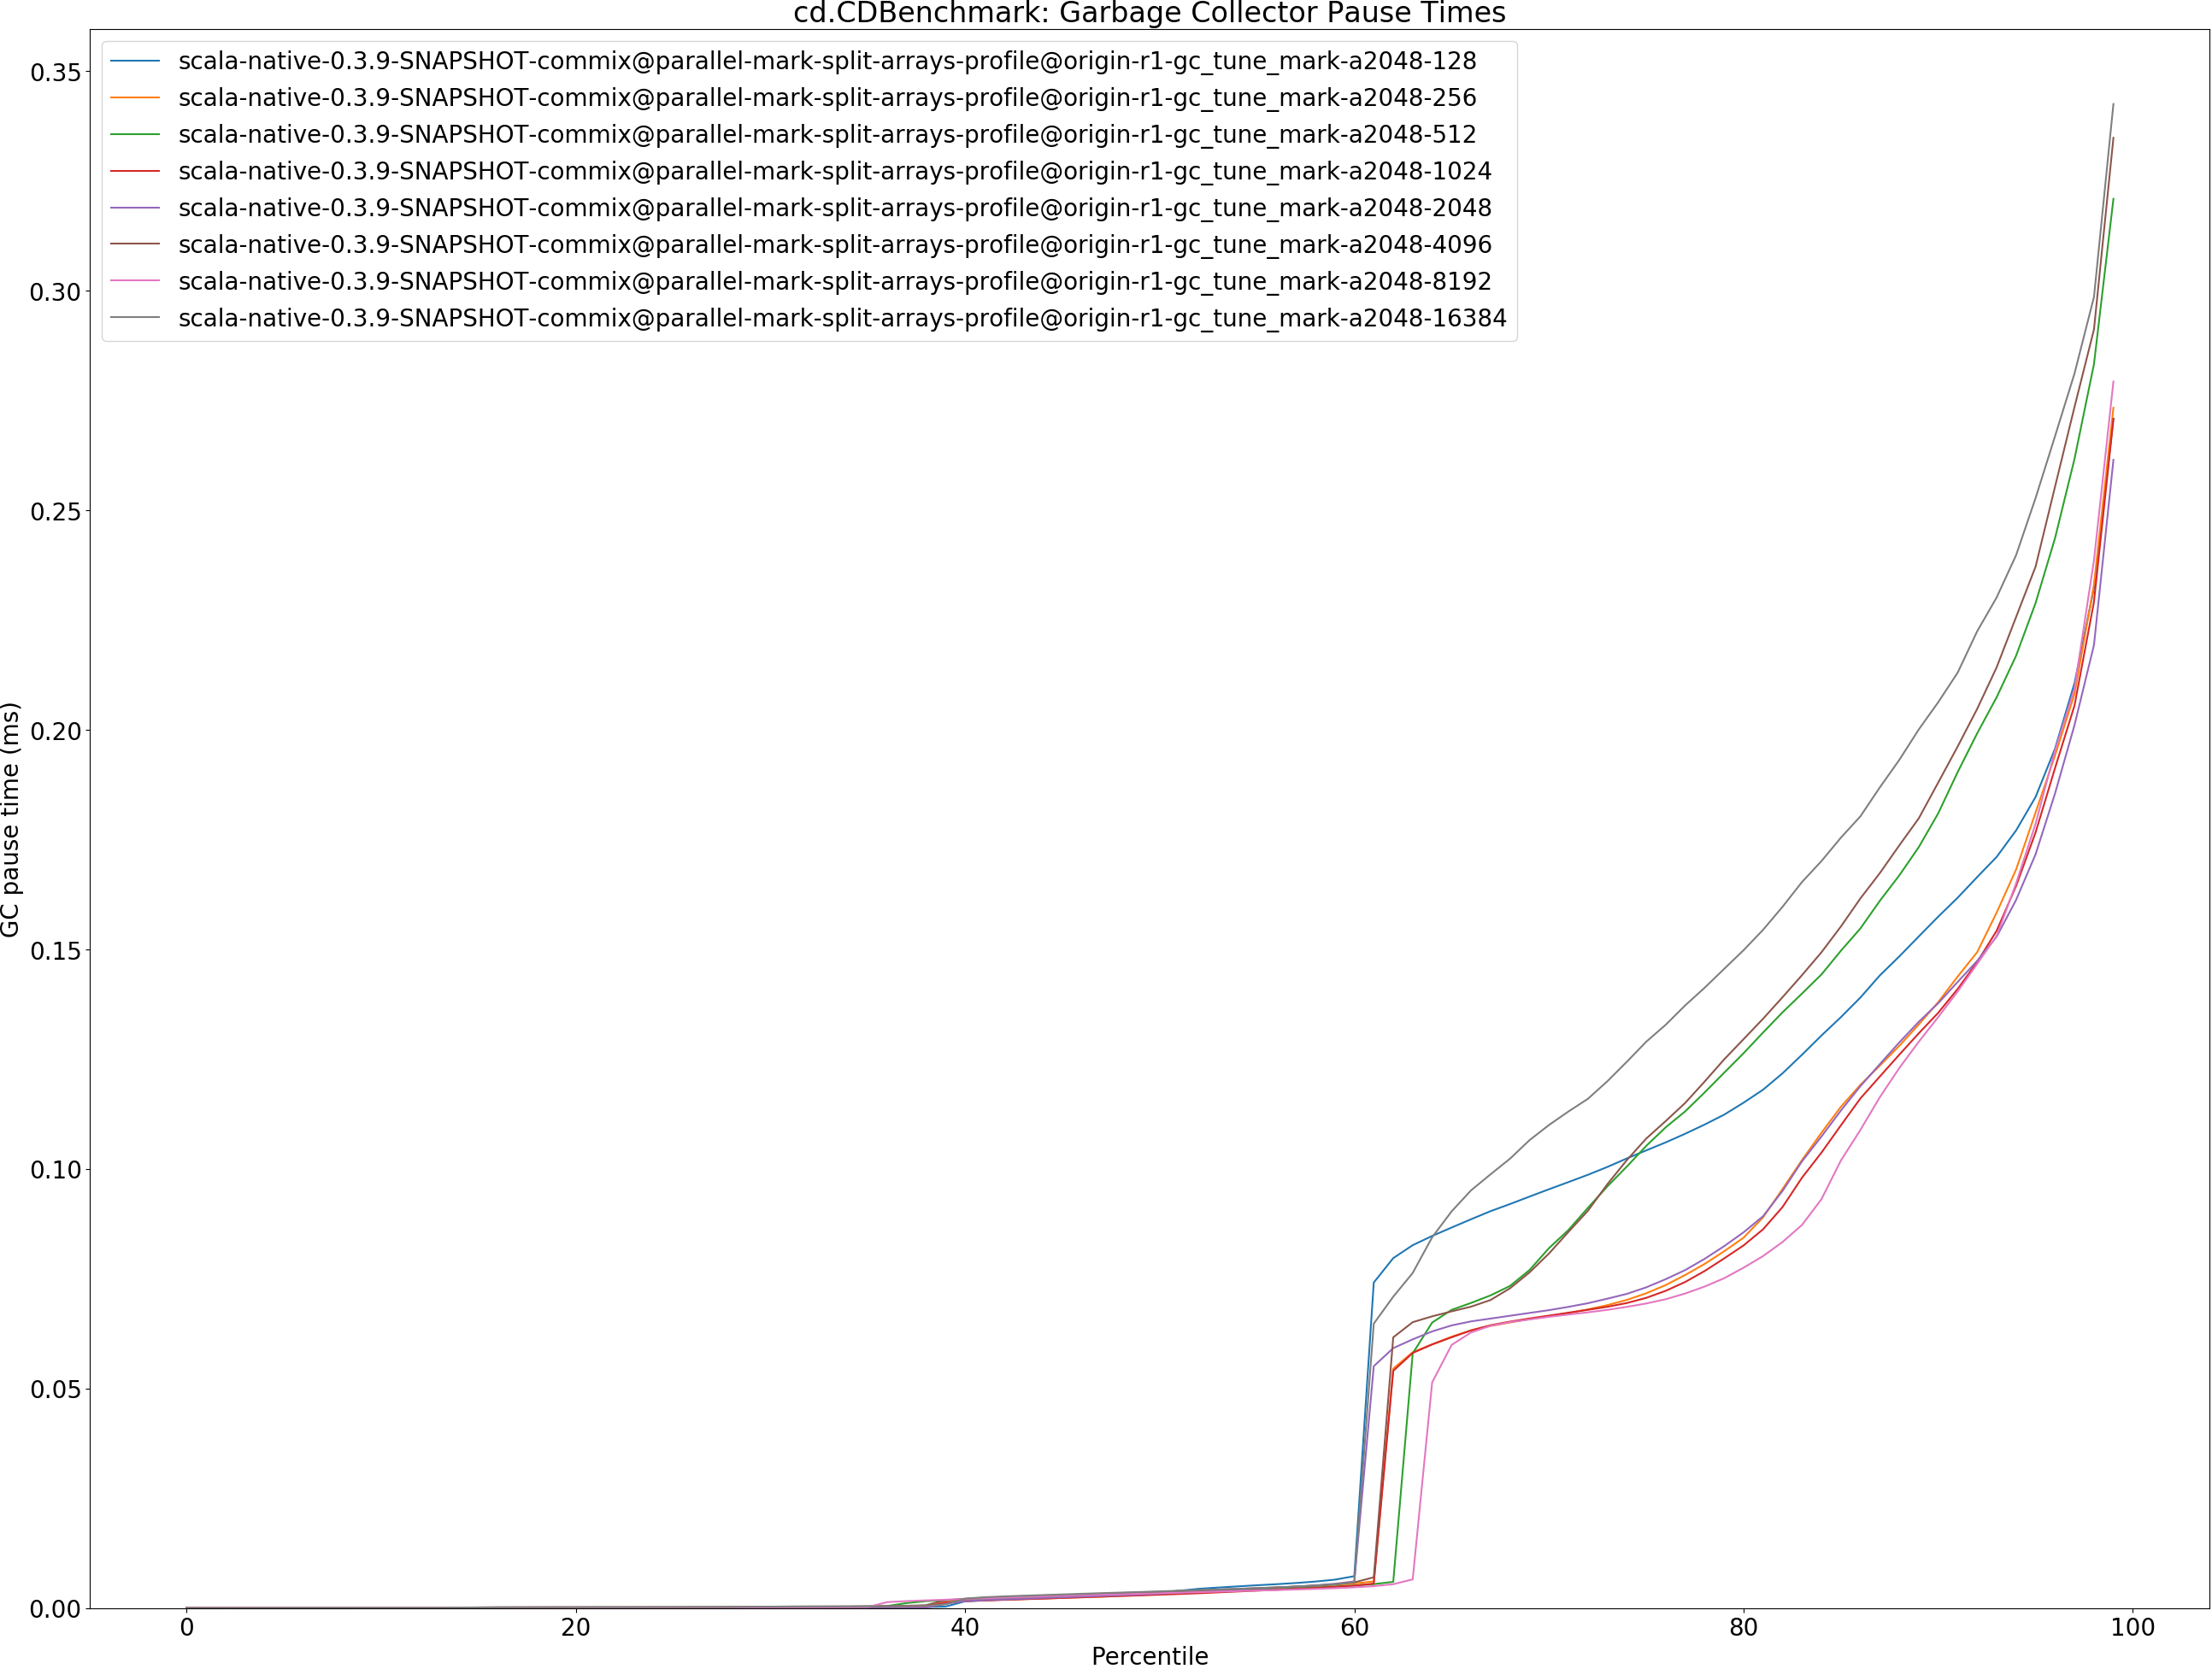 cd.CDBenchmark: Garbage Collector Pause Times
scala-native-0.3.9-SNAPSHOT-commix@parallel-mark-split-arrays-profile@origin-r1-gc_tune_mark-a2048-128
scala-native-0.3.9-SNAPSHOT-commix@parallel-mark-split-arrays-profile@origin-r1-gc_tune_mark-a2048-256
scala-native-0.3.9-SNAPSHOT-commix@parallel-mark-split-arrays-profile@origin-r1-gc_tune_mark-a2048-512
scala-native-0.3.9-SNAPSHOT-commix@parallel-mark-split-arrays-profile@origin-r1-gc_tune_mark-a2048-1024
scala-native-0.3.9-SNAPSHOT-commix@parallel-mark-split-arrays-profile@origin-r1-gc_tune_mark-a2048-2048
scala-native-0.3.9-SNAPSHOT-commix@parallel-mark-split-arrays-profile@origin-r1-gc_tune_mark-a2048-4096
scala-native-0.3.9-SNAPSHOT-commix@parallel-mark-split-arrays-profile@origin-r1-gc_tune_mark-a2048-8192
scala-native-0.3.9-SNAPSHOT-commix@parallel-mark-split-arrays-profile@origin-r1-gc_tune_mark-a2048-16384
GC pause time (ms)
0.35
0.30
0.25
0.20
0.15
0.10
0.05
0.00
0 20 40 60 80 100
Percentile